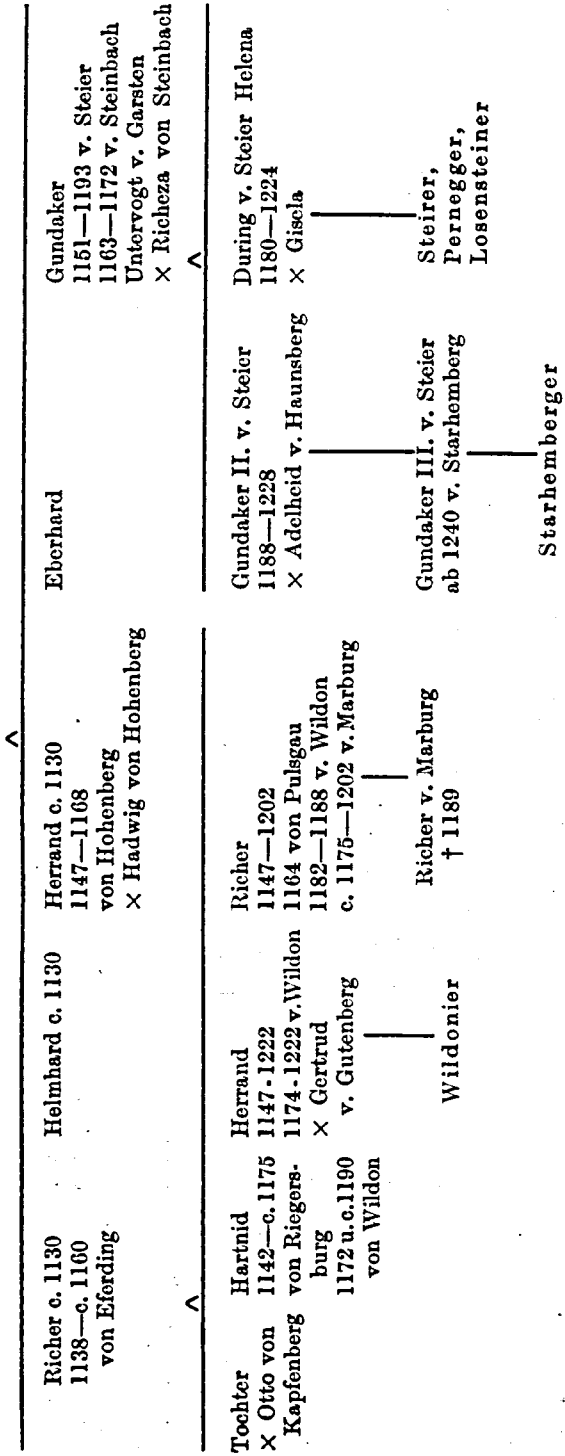 Richer c. 1130
1138—c. 1160
von Eferding
Helmhard c. 1130
Herrand c. 1130
1147—1168
von Hohenberg
× Hadwig von Hohenberg
Eberhard
Gundaker
1151—1193 v. Steier
1163—1172 v. Steinbach
Untervogt v. Garsten
× Richeza von Steinbach
Tochter
× Otto von
Kapfenberg
Hartnid
1142—c. 1175
von Riegers-
burg
1172 u. c. 1190
von Wildon
Herrand
1147-1222
1174-1222 v. Wildon
× Gertrud
v. Gutenberg
Wildonier
Richer
1147—1202
1164 von Pulsgau
1182—1188 v. Wildon
c. 1175—1202 v. Marburg
Richer v. Marburg
† 1189
Gundaker II. v. Steier
1188—1228
× Adelheid v. Haunsberg
Gundaker III. v. Steier
ab 1240 v. Starhemberg
Starhemberger
During v. Steier
1180—1224
× Gisela
Helena
Steirer,
Pernegger,
Losensteiner